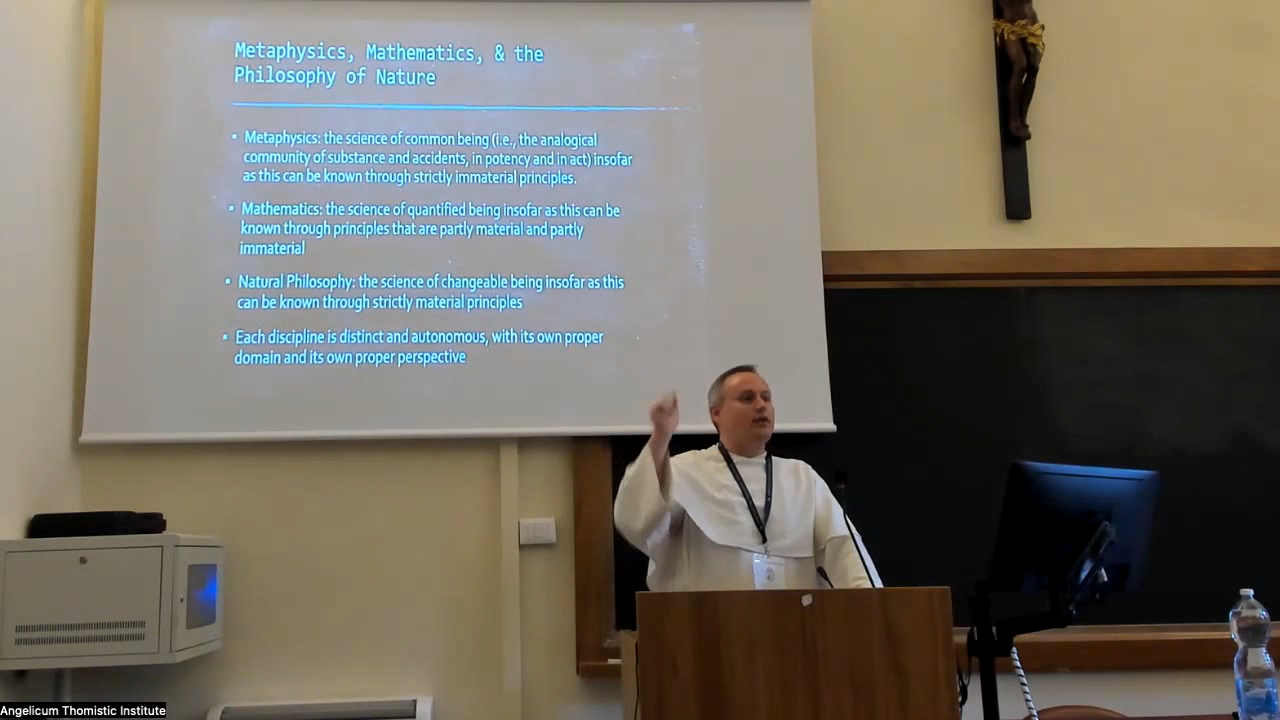 Metaphysics, Mathematics, & the
Philosophy of Nature
• Metaphysics: the science of common being (i.e., the analogical
community of substance and accidents, in potency and in act) insofar
as this can be known through strictly immaterial principles.
• Mathematics: the science of quantified being insofar as this can be
known through principles that are partly material and partly
immaterial
• Natural Philosophy: the science of changeable being insofar as this
can be known through strictly material principles
• Each discipline is distinct and autonomous, with its own proper
domain and its own proper perspective
Angelicum Thomistic Institute